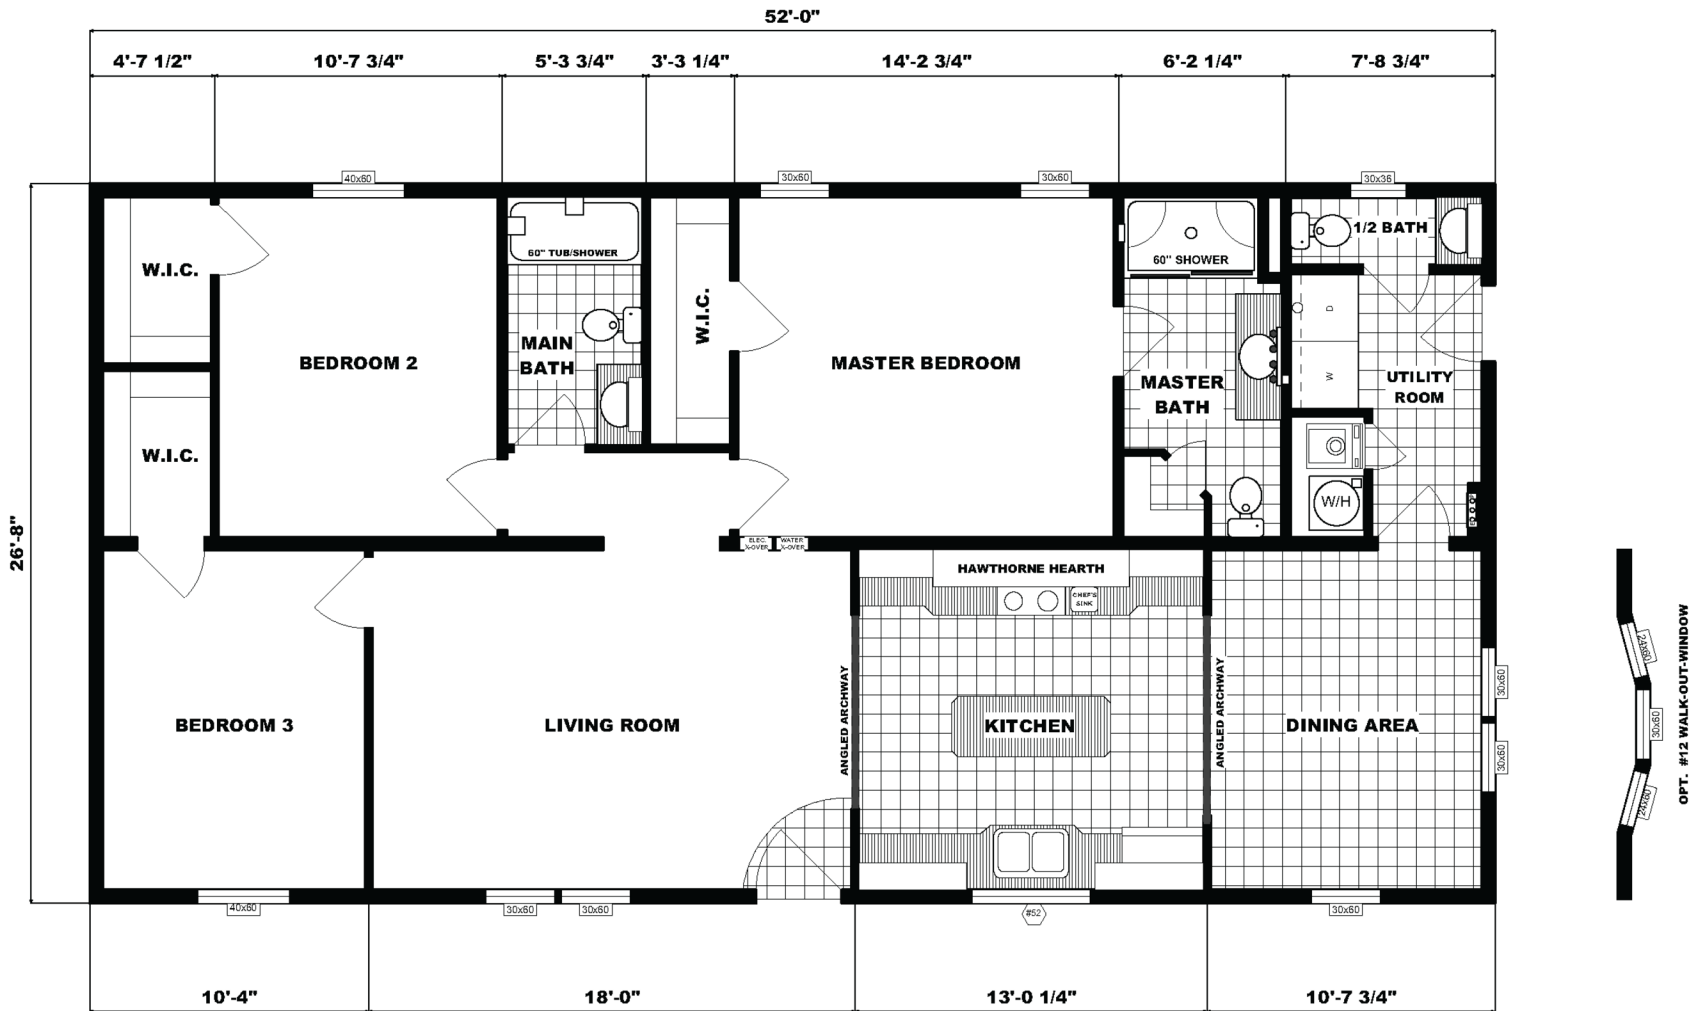 52'-0"
4'-7 1/2" 10'-7 3/4" 5'-3 3/4" 3'-3 1/4" 14'-2 3/4" 6'-2 1/4" 7'-8 3/4"
40x60 30x60 30x60 30x36
60" TUB/SHOWER
60" SHOWER
1/2 BATH
W.I.C.
BEDROOM 2
MAIN
BATH
W.I.C.
MASTER BEDROOM
MASTER
BATH
D
W
UTILITY
ROOM
W.I.C.
W/H
26'-8"
ELEC.
X-OVER
WATER
X-OVER
HAWTHORNE HEARTH
CHEF'S
SINK
BEDROOM 3
LIVING ROOM
ANGLED ARCHWAY
KITCHEN
ANGLED ARCHWAY
DINING AREA
30x60
30x60
24x60
30x60
24x60
OPT. #12 WALK-OUT-WINDOW
40x60 30x60 30x60 #52 30x60
10'-4" 18'-0" 13'-0 1/4" 10'-7 3/4"